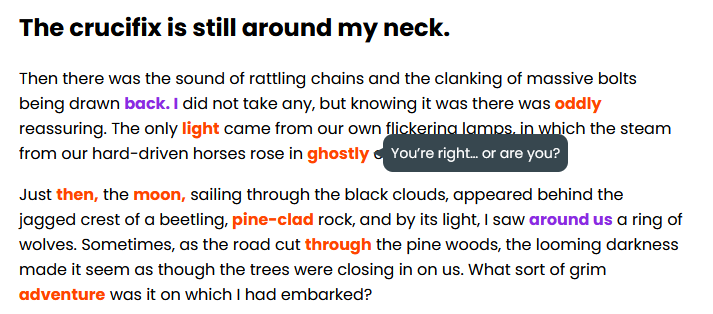 The crucifix is still around my neck.
Then there was the sound of rattling chains and the clanking of massive bolts
being drawn back. I did not take any, but knowing it was there was oddly
reassuring. The only light came from our own flickering lamps, in which the steam
from our hard-driven horses rose in ghostly
You're right… or are you?
Just then, the moon, sailing through the black clouds, appeared behind the
jagged crest of a beetling, pine-clad rock, and by its light, I saw around us a ring of
wolves. Sometimes, as the road cut through the pine woods, the looming darkness
made it seem as though the trees were closing in on us. What sort of grim
adventure was it on which I had embarked?